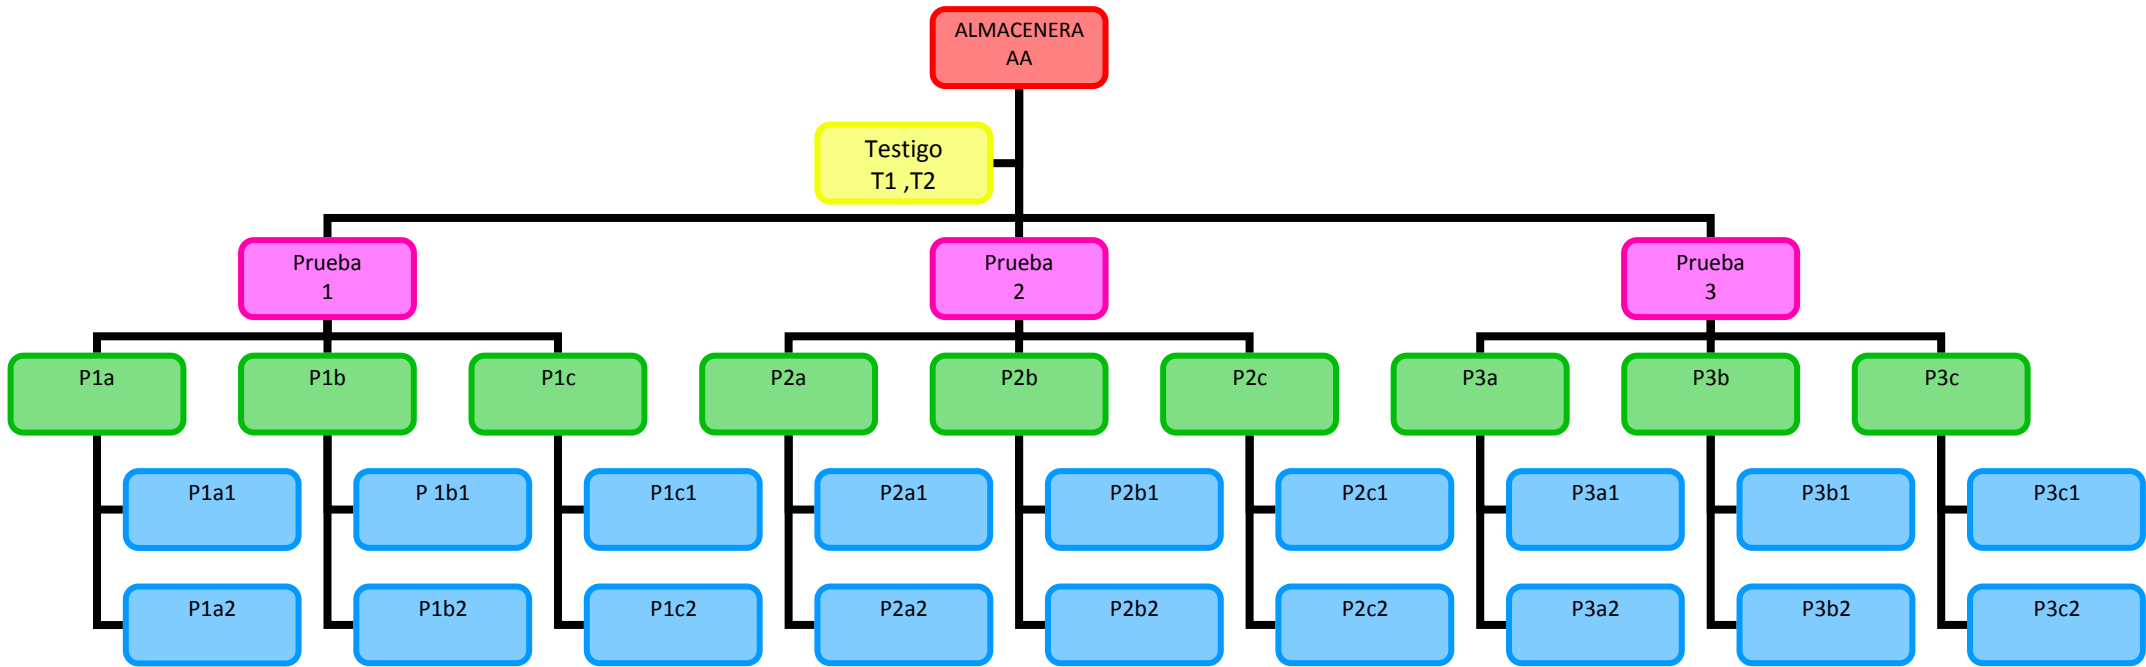 ALMACENERA
AA
Testigo
T1 ,T2
Prueba
1
Prueba
2
Prueba
3
P1a
P1b
P1c
P2a
P2b
P2c
P3a
P3b
P3c
P1a1
P 1b1
P1c1
P2a1
P2b1
P2c1
P3a1
P3b1
P3c1
P1a2
P1b2
P1c2
P2a2
P2b2
P2c2
P3a2
P3b2
P3c2